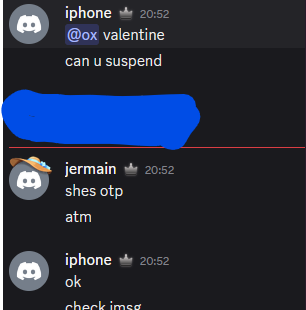 iphone 20:52
@ox valentine
can u suspend
jermain 20:52
shes otp
atm
iphone 20:52
ok
check imsg